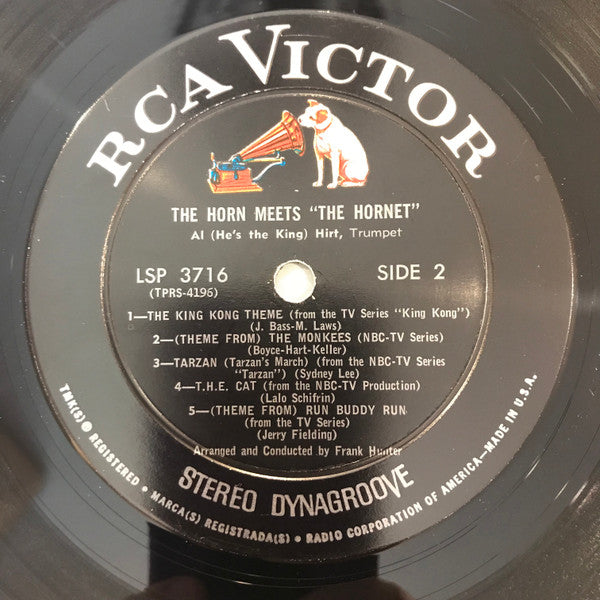 RCA VICTOR
THE HORN MEETS "THE HORNET"
Al (He's the King) Hirt, Trumpet
LSP 3716 SIDE 2
(TPRS-4196)
1—THE KING KONG THEME (from the TV Series "King Kong")
(J. Bass-M. Laws)
2—(THEME FROM) THE MONKEES (NBC-TV Series)
(Boyce-Hart-Keller)
3—TARZAN (Tarzan's March) (from the NBC-TV Series
"Tarzan") (Sydney Lee)
4—T.H.E. CAT (from the NBC-TV Production)
(Lalo Schifrin)
5—(THEME FROM) RUN BUDDY RUN
(from the TV Series)
(Jerry Fielding)
Arranged and Conducted by Frank Hunter
STEREO DYNAGROOVE
TMK(S) ® REGISTERED • MARCA(S) REGISTRADA(S) • RADIO CORPORATION OF AMERICA—MADE IN U.S.A.